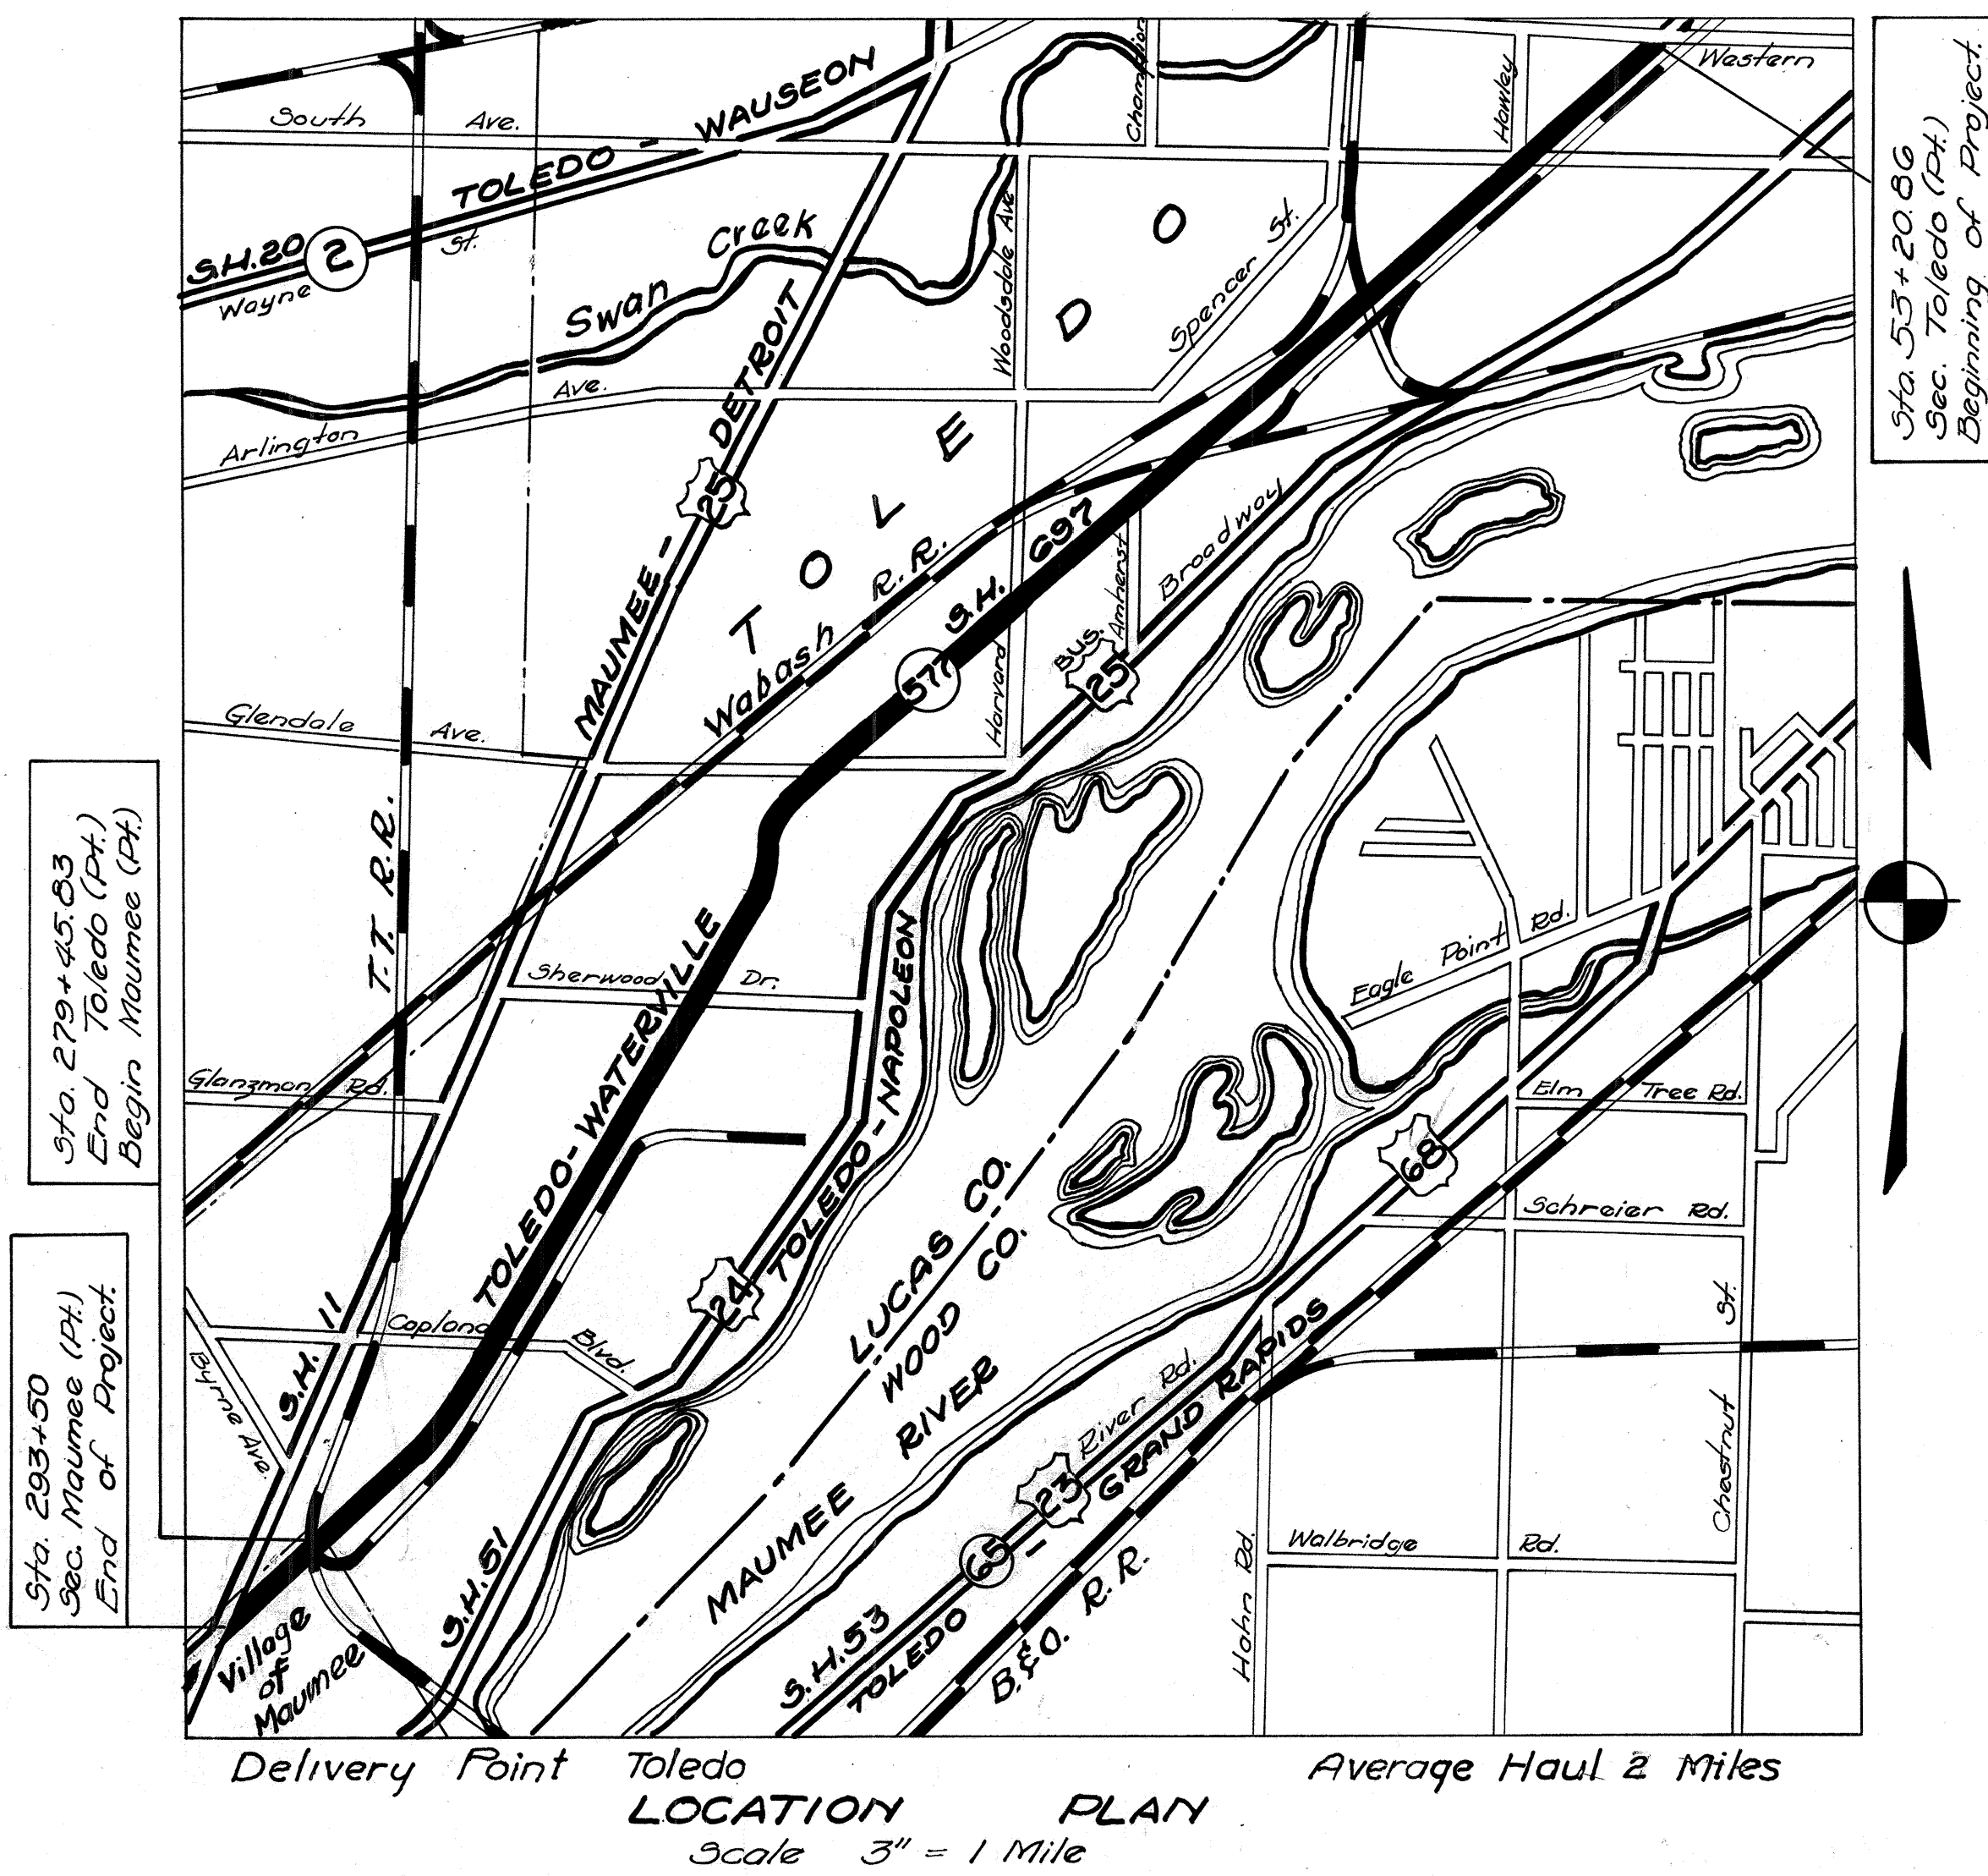 Western
Champion
Hawley
South Ave.
TOLEDO - WAUSEON
S.H.20
2
Wayne St.
Swan Creek
Woodsdale Ave.
Spencer St.
Arlington Ave.
MAUMEE - DETROIT
25
T O L E D O
Wabash R.R.
S.H. 697
577
Harvard
Amherst
Broadway
BUS.
25
Glendale Ave.
T.T. R.R.
Sherwood Dr.
TOLEDO-WATERVILLE
TOLEDO-NAPOLEON
24
Eagle Point Rd.
Glanzman Rd.
Elm Tree Rd.
68
Schreier Rd.
LUCAS CO.
WOOD CO.
MAUMEE RIVER
S.H. 11
Byrne Ave.
Copland Blvd.
River Rd.
23
65
S.H.51
S.H.53
TOLEDO - GRAND RAPIDS
B.&O. R.R.
Hahn Rd.
Walbridge Rd.
Chestnut St.
Village
of
Maumee
Sta. 53+20.86
Sec. Toledo (Pt.)
Beginning of Project.
Sta. 279+45.83
End Toledo (Pt.)
Begin Maumee (Pt.)
Sta. 293+50
Sec. Maumee (Pt.)
End of Project.
Delivery Point Toledo
Average Haul 2 Miles
LOCATION PLAN
Scale 3" = 1 Mile